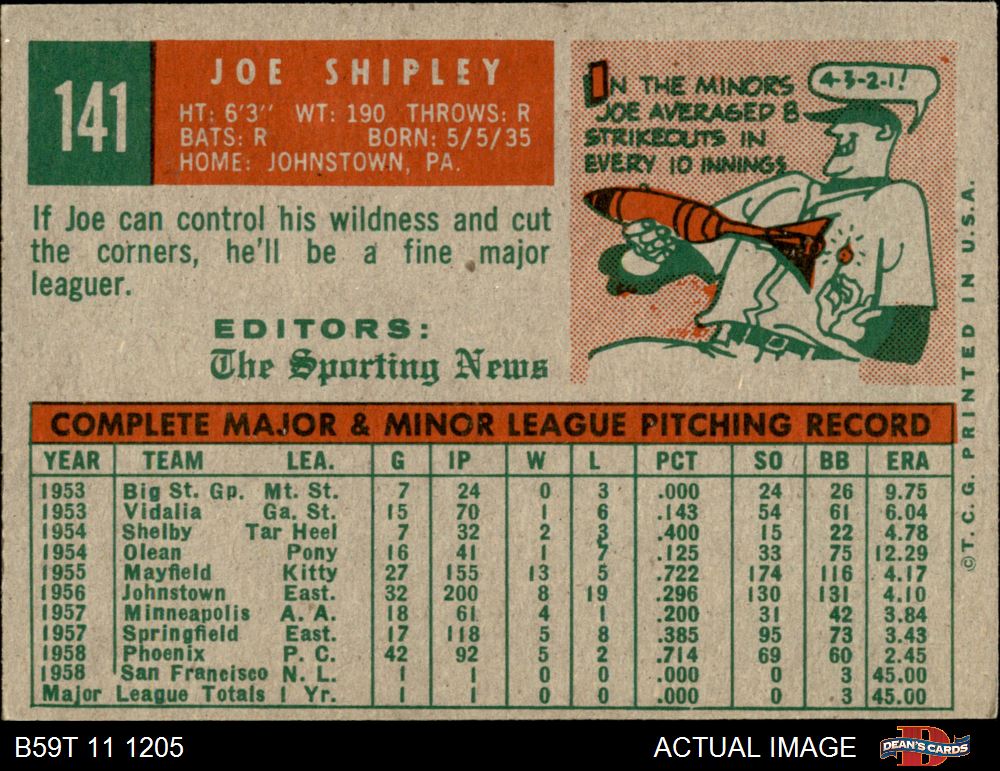 141
JOE SHIPLEY
HT: 6'3" WT: 190 THROWS: R
BATS: R BORN: 5/5/35
HOME: JOHNSTOWN, PA.
If Joe can control his wildness and cut
the corners, he'll be a fine major
leaguer.
EDITORS:
The Sporting News
IN THE MINORS
JOE AVERAGED 8
STRIKEOUTS IN
EVERY 10 INNINGS
4-3-2-1!
COMPLETE MAJOR & MINOR LEAGUE PITCHING RECORD
YEAR TEAM LEA. G IP W L PCT SO BB ERA
1953 Big St. Gp. Mt. St. 7 24 0 3 .000 24 26 9.75
1953 Vidalia Ga. St. 15 70 1 6 .143 54 61 6.04
1954 Shelby Tar Heel 7 32 2 3 .400 15 22 4.78
1954 Olean Pony 16 41 1 7 .125 33 75 12.29
1955 Mayfield Kitty 27 155 13 5 .722 174 116 4.17
1956 Johnstown East. 32 200 8 19 .296 130 131 4.10
1957 Minneapolis A. A. 18 61 4 1 .200 31 42 3.84
1957 Springfield East. 17 118 5 8 .385 95 73 3.43
1958 Phoenix P. C. 42 92 5 2 .714 69 60 2.45
1958 San Francisco N. L. 1 1 0 0 .000 0 3 45.00
Major League Totals 1 Yr. 1 1 0 0 .000 0 3 45.00
©T. C. G. PRINTED IN U.S.A.
B59T 11 1205
ACTUAL IMAGE
DEAN'S CARDS